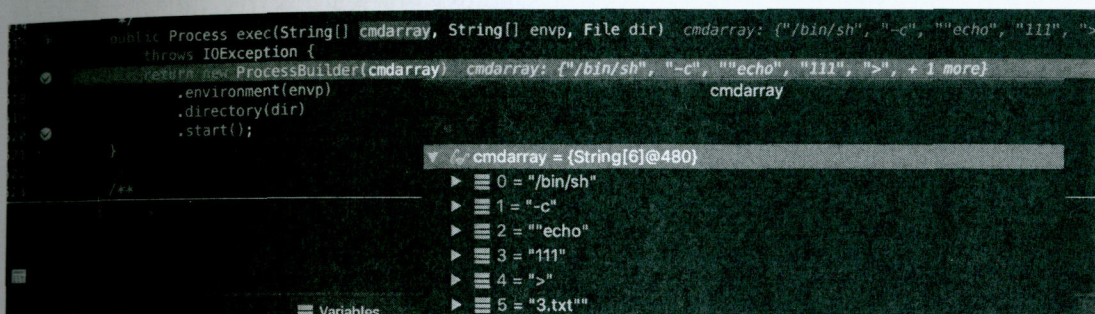 */
public Process exec(String[] cmdarray, String[] envp, File dir) cmdarray: {"/bin/sh", "-c", ""echo", "111", ">
throws IOException {
return new ProcessBuilder(cmdarray) cmdarray: {"/bin/sh", "-c", ""echo", "111", ">", + 1 more}
.environment(envp)
cmdarray
.directory(dir)
.start();
}
cmdarray = {String[6]@480}
0 = "/bin/sh"
/**
1 = "-c"
2 = ""echo"
3 = "111"
4 = ">"
5 = "3.txt""
Variables